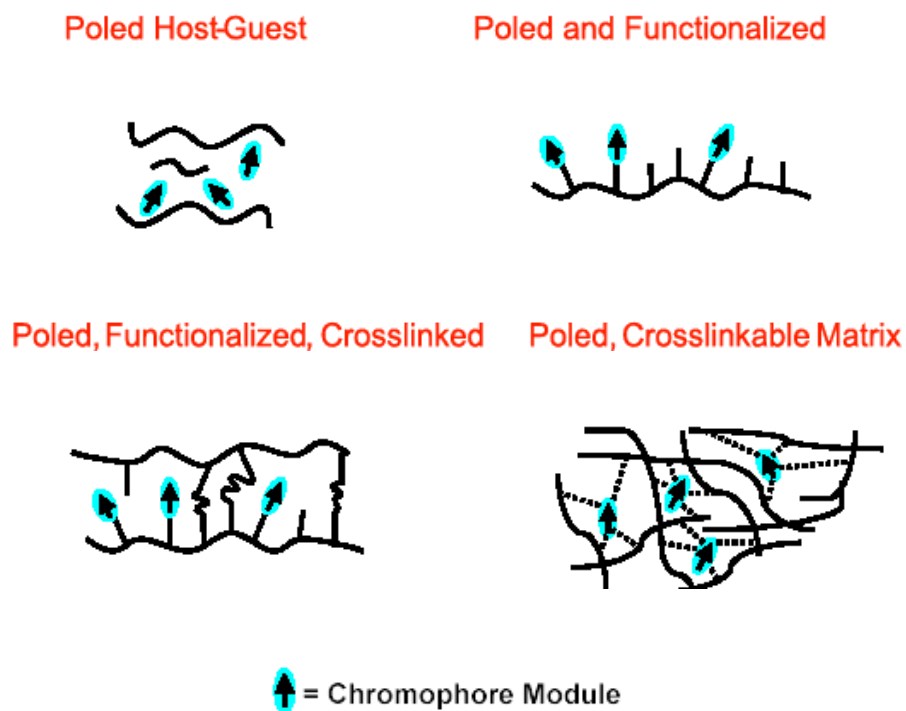 Poled Host-Guest
Poled and Functionalized
Poled, Functionalized, Crosslinked
Poled, Crosslinkable Matrix
= Chromophore Module